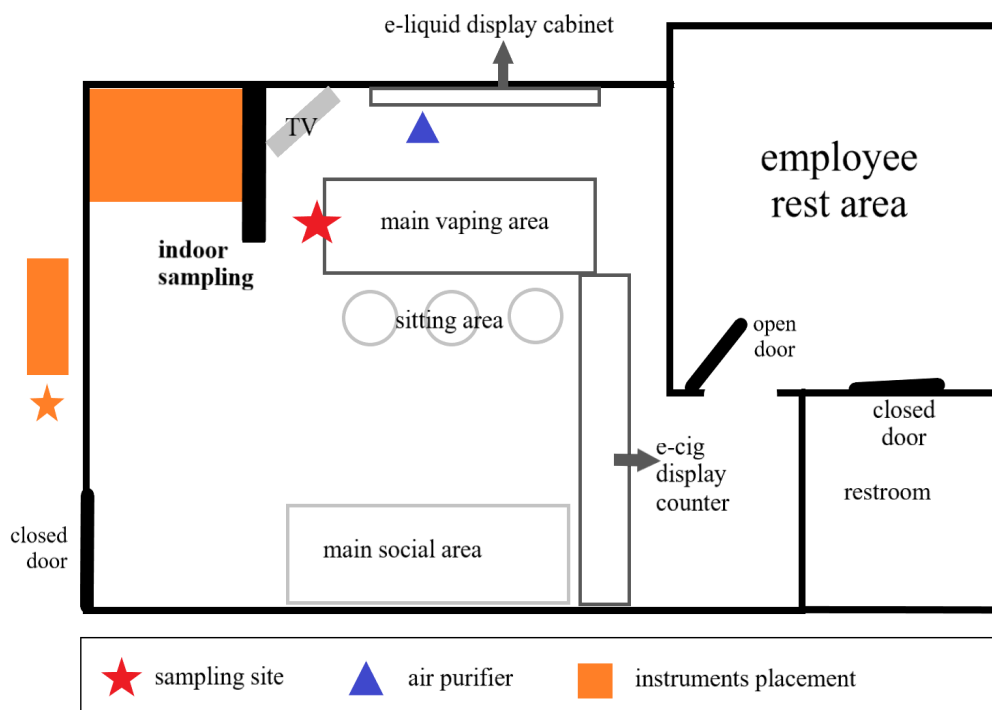 e-liquid display cabinet
TV
employee
rest area
main vaping area
indoor
sampling
sitting area
open
door
closed
door
e-cig
display
counter
restroom
closed
door
main social area
sampling site
air purifier
instruments placement